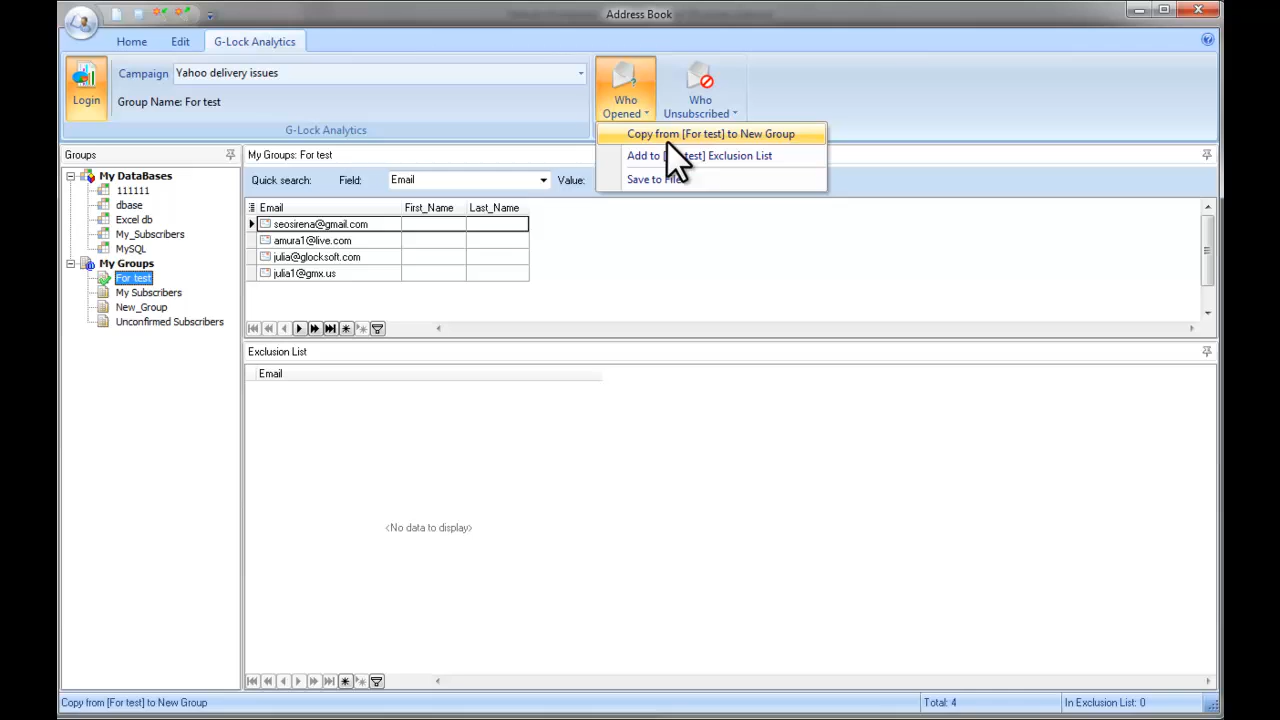 Address Book
Home Edit G-Lock Analytics
Login
Campaign Yahoo delivery issues
Group Name: For test
G-Lock Analytics
Who Opened
Who Unsubscribed
Copy from [For test] to New Group
Add to test] Exclusion List
Save to
Groups
My DataBases
111111
dbase
Excel db
My_Subscribers
MySQL
My Groups
For test
My Subscribers
New_Group
Unconfirmed Subscribers
My Groups: For test
Quick search: Field: Email Value:
Email First_Name Last_Name
seosirena@gmail.com
amura1@live.com
julia@glocksoft.com
julia1@gmx.us
Exclusion List
Email
<No data to display>
Copy from [For test] to New Group Total: 4 In Exclusion List: 0